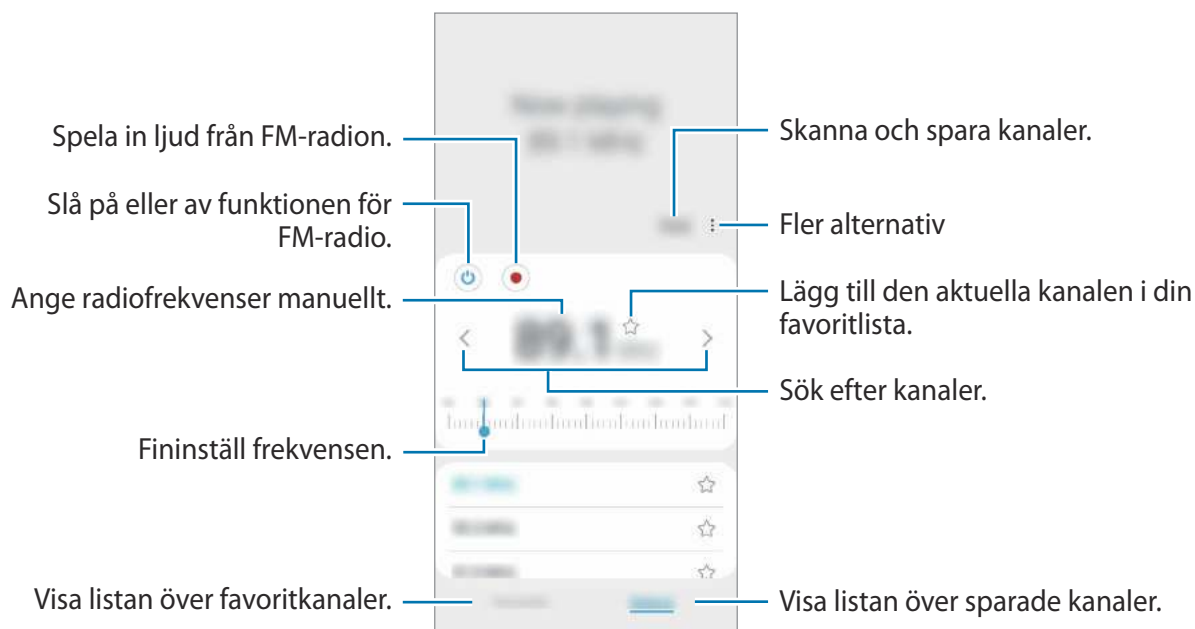 Spela in ljud från FM-radion.
Slå på eller av funktionen för
FM-radio.
Ange radiofrekvenser manuellt.
Fininställ frekvensen.
Visa listan över favoritkanaler.
89.1
Skanna och spara kanaler.
Fler alternativ
Lägg till den aktuella kanalen i din
favoritlista.
Sök efter kanaler.
Visa listan över sparade kanaler.